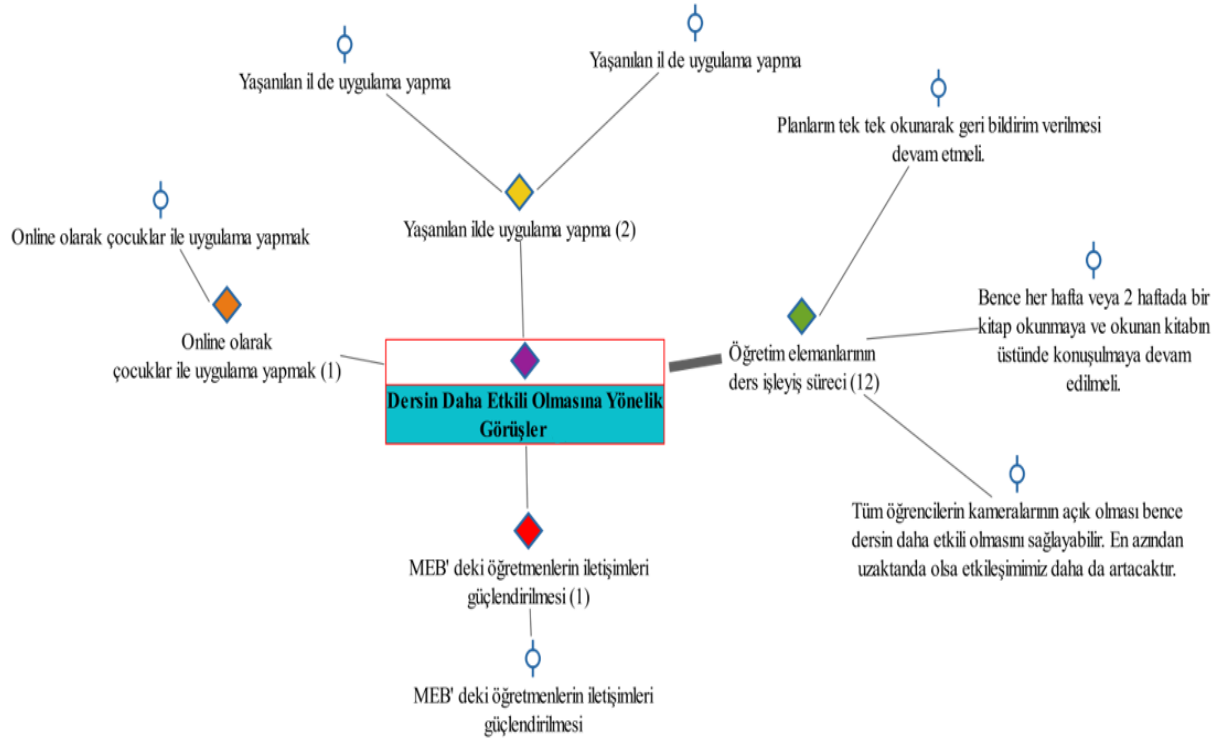 Yaşanılan il de uygulama yapma
Yaşanılan il de uygulama yapma
Planların tek tek okunarak geri bildirim verilmesi
devam etmeli.
Online olarak çocuklar ile uygulama yapmak
Yaşanılan ilde uygulama yapma (2)
Bence her hafta veya 2 haftada bir
kitap okunmaya ve okunan kitabın
üstünde konuşulmaya devam
edilmeli.
Online olarak
çocuklar ile uygulama yapmak (1)
Öğretim elemanlarının
ders işleyiş süreci (12)
Dersin Daha Etkili Olmasına Yönelik
Görüşler
Tüm öğrencilerin kameralarının açık olması bence
dersin daha etkili olmasını sağlayabilir. En azından
uzaktanda olsa etkileşimimiz daha da artacaktır.
MEB' deki öğretmenlerin iletişimleri
güçlendirilmesi (1)
MEB' deki öğretmenlerin iletişimleri
güçlendirilmesi